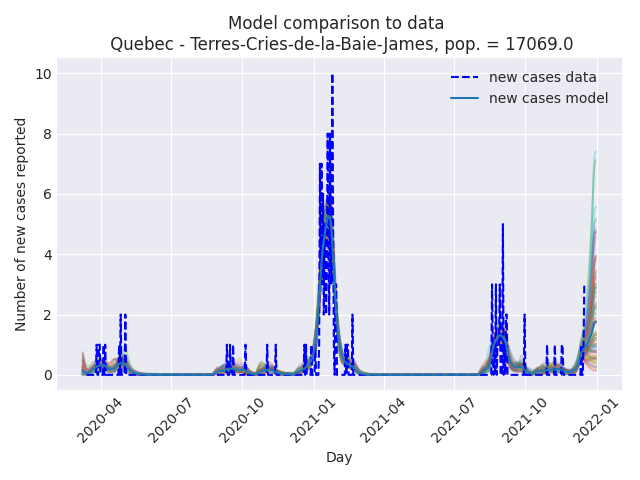 Model comparison to data
Quebec - Terres-Cries-de-la-Baie-James, pop. = 17069.0
new cases data
new cases model
Number of new cases reported
10
8
6
4
2
0
2020-04
2020-07
2020-10
2021-01
2021-04
2021-07
2021-10
2022-01
Day